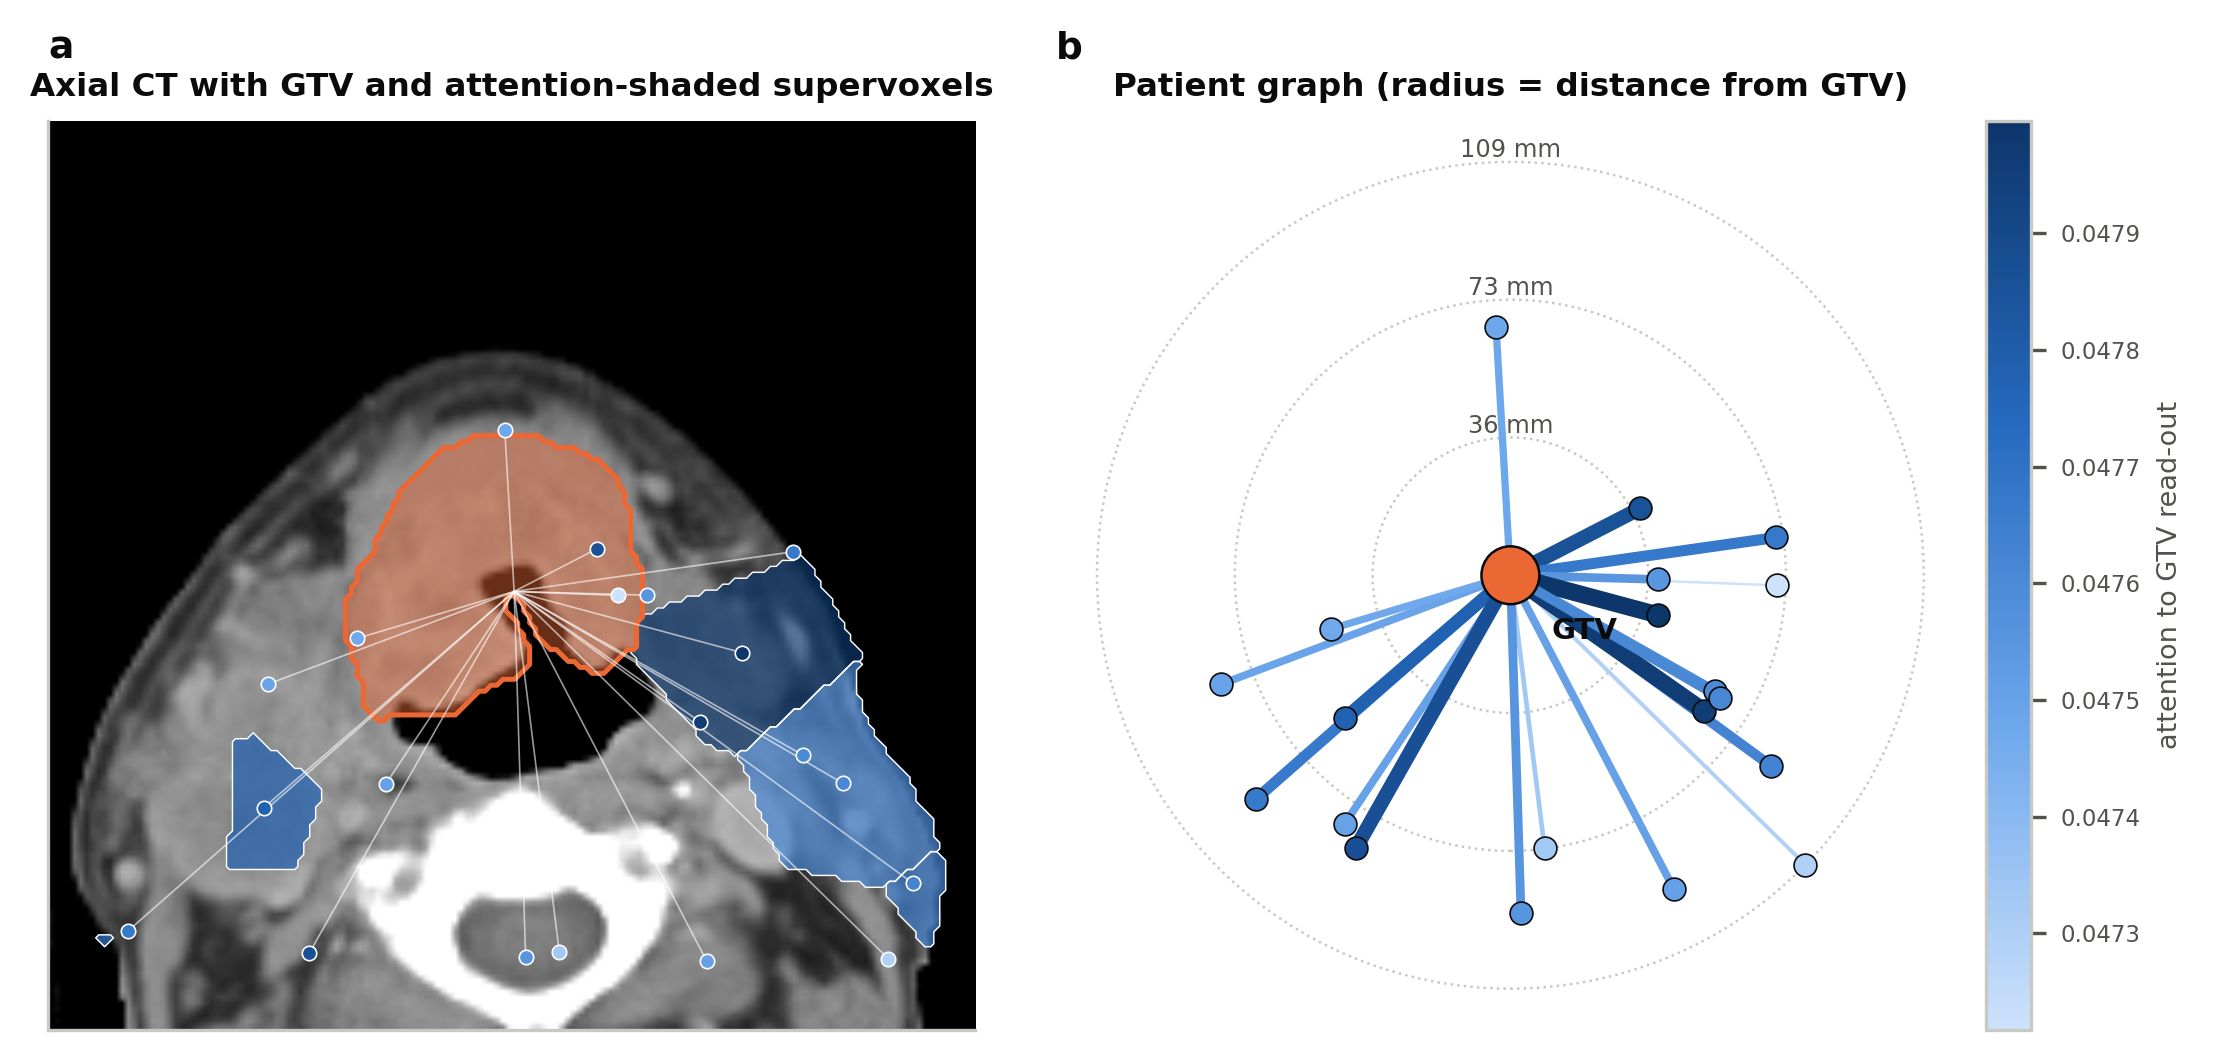 a
Axial CT with GTV and attention-shaded supervoxels
b
Patient graph (radius = distance from GTV)
109 mm
73 mm
36 mm
GTV
0.0479
0.0478
0.0477
0.0476
0.0475
0.0474
0.0473
attention to GTV read-out